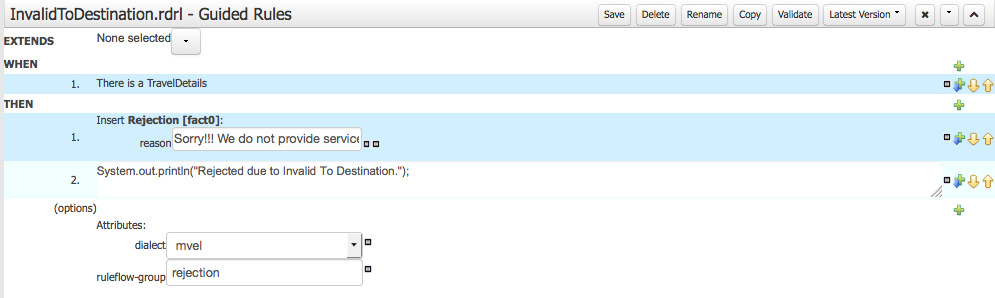 InvalidToDestination.rdrl - Guided Rules Save Delete Rename Copy Validate Latest Version
EXTENDS None selected
WHEN
1. There is a TravelDetails
THEN
Insert Rejection [fact0]:
1. reason Sorry!!! We do not provide service
2. System.out.println("Rejected due to Invalid To Destination.");
(options)
Attributes:
dialect mvel
ruleflow-group rejection